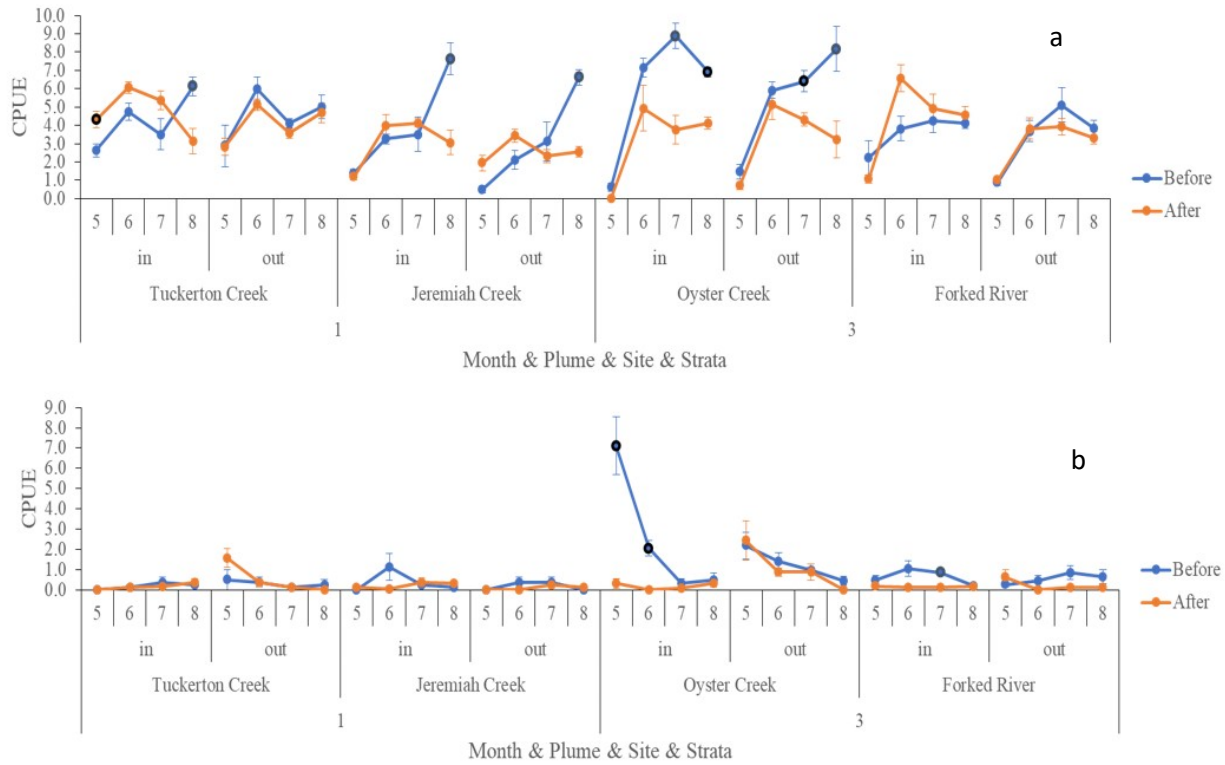 a
10.0
9.0
8.0
7.0
6.0
5.0
4.0
3.0
2.0
1.0
0.0
CPUE
Before
After
5 6 7 8 5 6 7 8 5 6 7 8 5 6 7 8 5 6 7 8 5 6 7 8 5 6 7 8 5 6 7 8
in out in out in out in out
Tuckerton Creek Jeremiah Creek Oyster Creek Forked River
1 3
Month & Plume & Site & Strata
b
9.0
8.0
7.0
6.0
5.0
4.0
3.0
2.0
1.0
0.0
CPUE
Before
After
5 6 7 8 5 6 7 8 5 6 7 8 5 6 7 8 5 6 7 8 5 6 7 8 5 6 7 8 5 6 7 8
in out in out in out in out
Tuckerton Creek Jeremiah Creek Oyster Creek Forked River
1 3
Month & Plume & Site & Strata